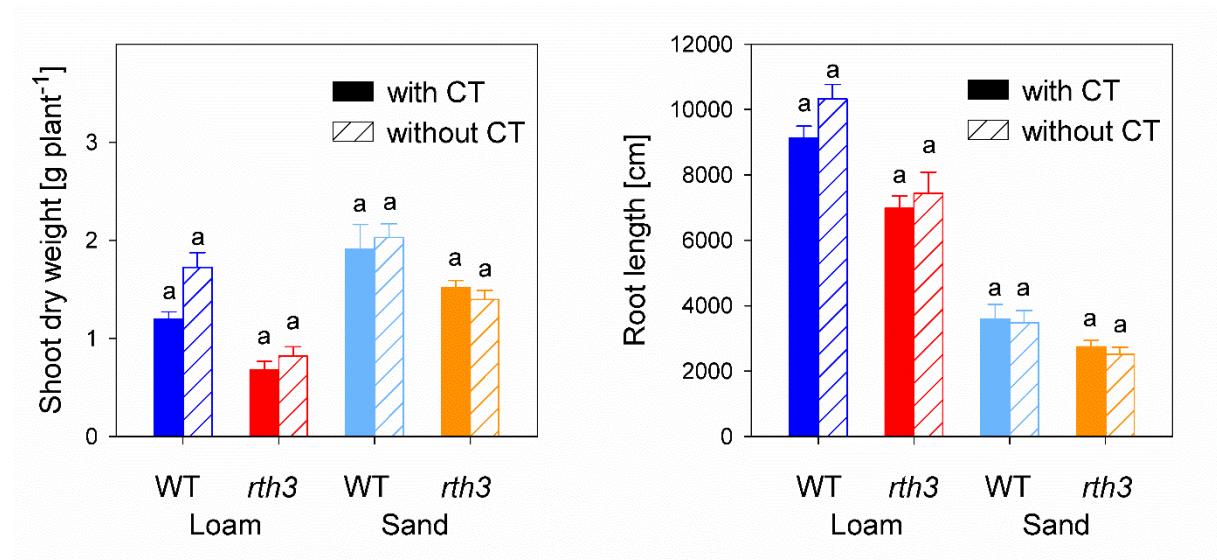 Shoot dry weight [g plant⁻¹]
3
2
1
0
with CT
without CT
a a a a a a a a
WT rth3 WT rth3
Loam Sand
Root length [cm]
12000
10000
8000
6000
4000
2000
0
with CT
without CT
a a a a a a a a
WT rth3 WT rth3
Loam Sand